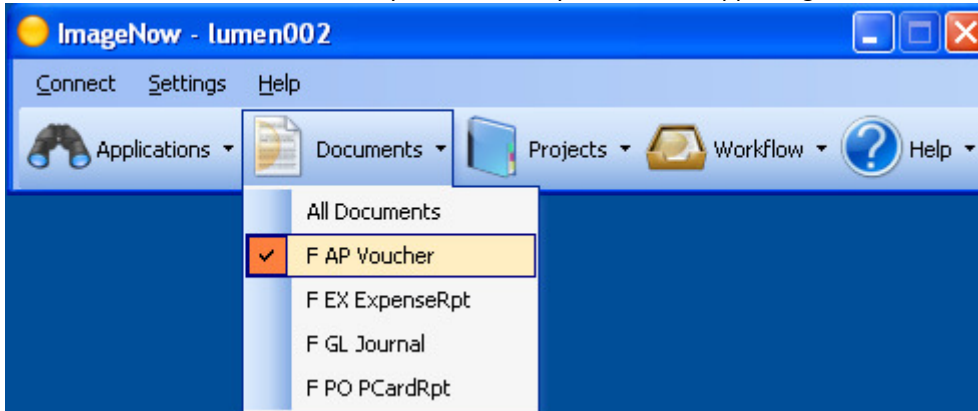 ImageNow - lumen002
Connect Settings Help
Applications Documents Projects Workflow Help
All Documents
F AP Voucher
F EX ExpenseRpt
F GL Journal
F PO PCardRpt